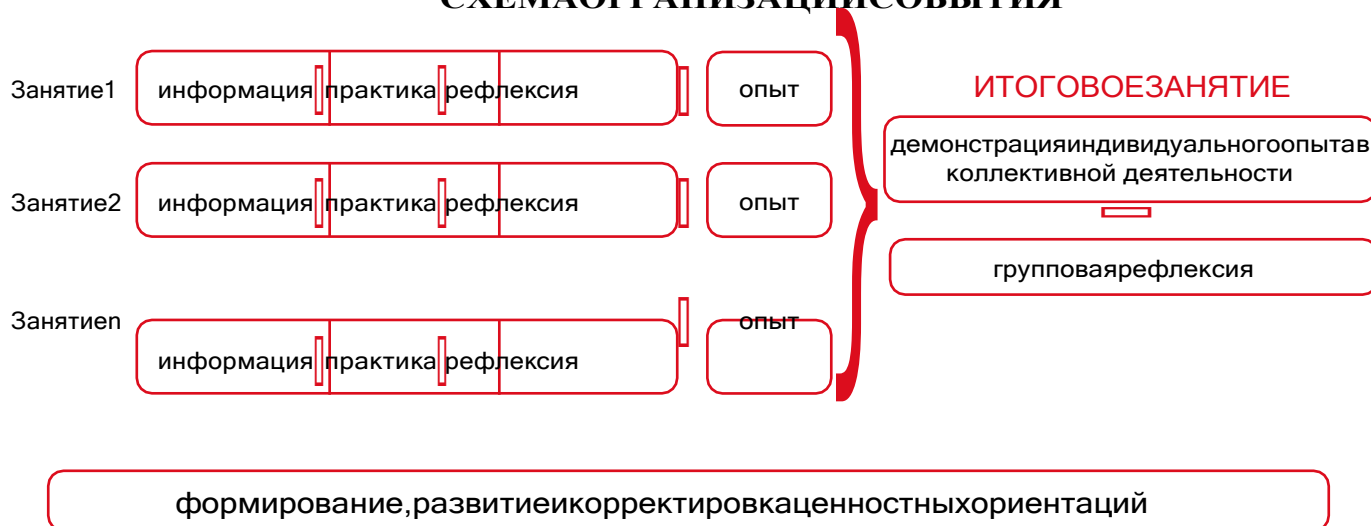 СХЕМАОРГАНИЗАЦИИСОБЫТИЯ
Занятие1 информация практика рефлексия опыт
ИТОГОВОЕЗАНЯТИЕ
демонстрацияиндивидуальногоопытав
коллективной деятельности
Занятие2 информация практика рефлексия опыт
групповаярефлексия
Занятиеn опыт
информация практика рефлексия
формирование,развитиеикорректировкаценностныхориентаций